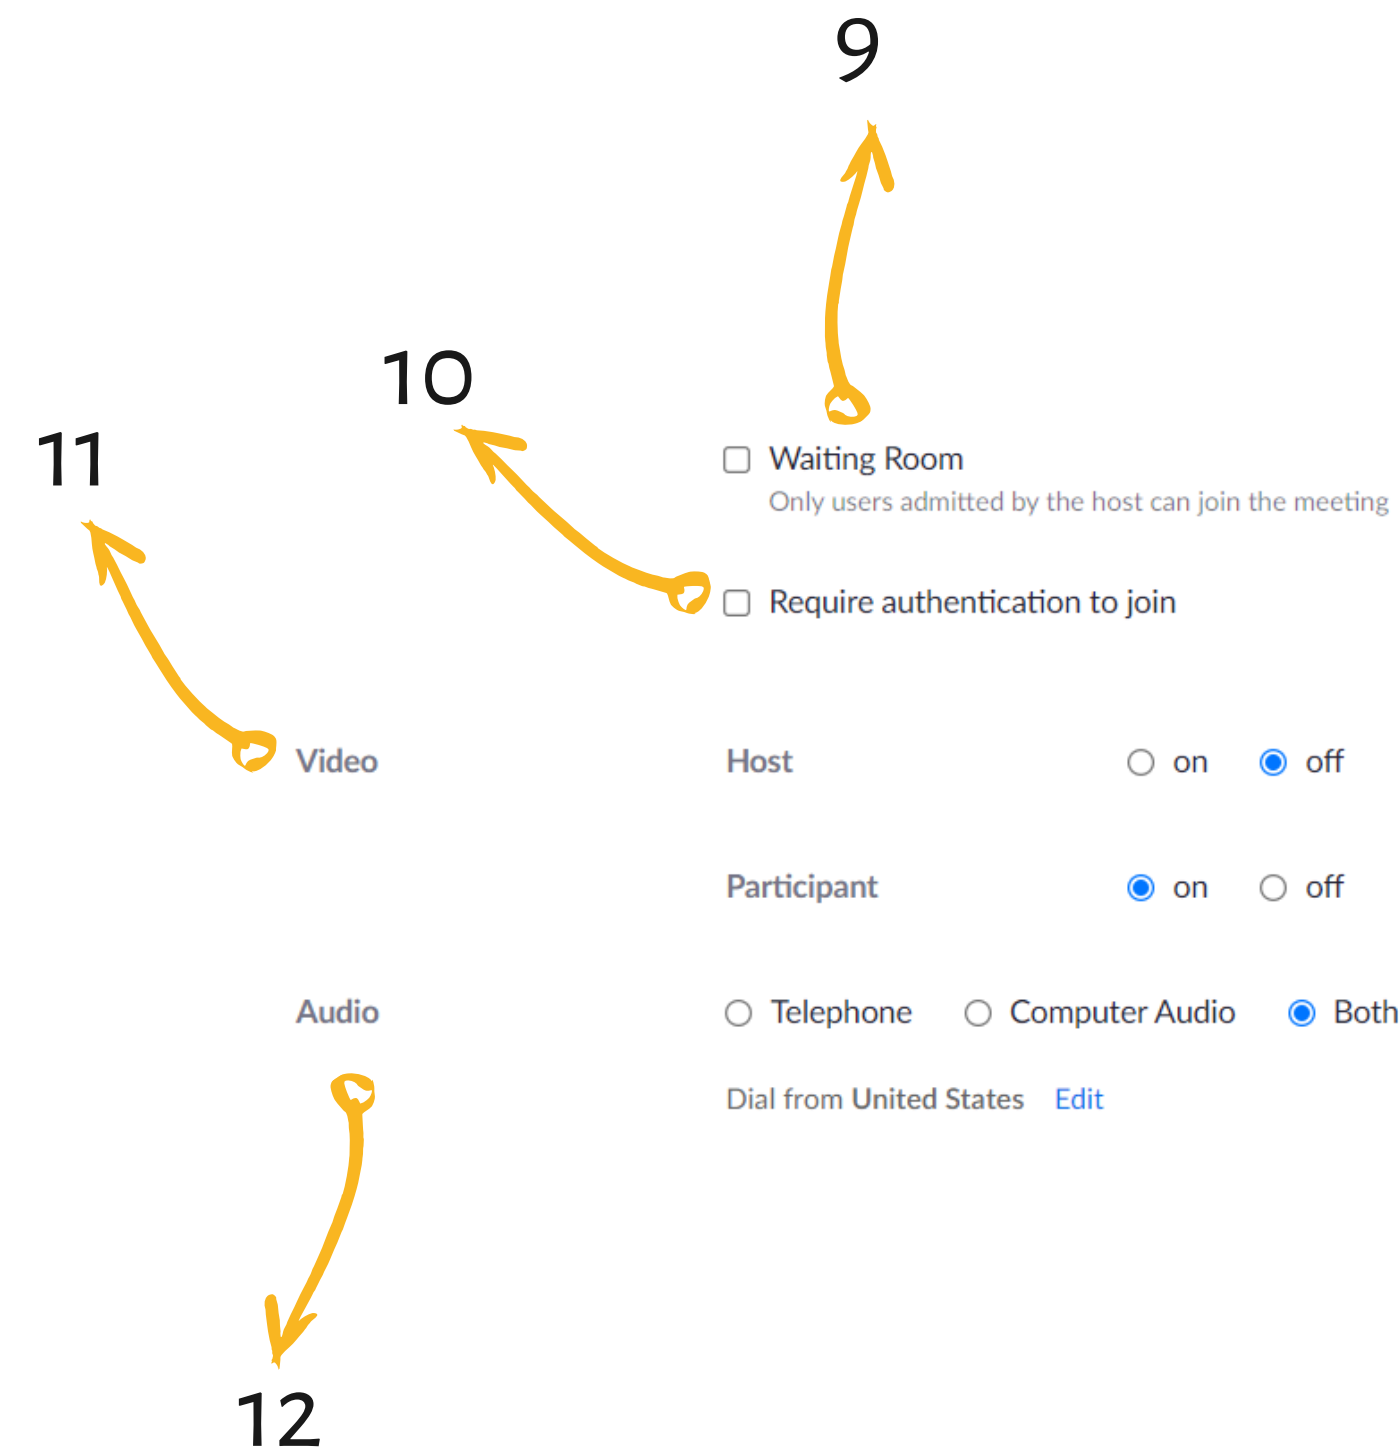 9
10
11
Waiting Room
Only users admitted by the host can join the meeting
Require authentication to join
Video Host on off
Participant on off
Audio Telephone Computer Audio Both
Dial from United States Edit
12